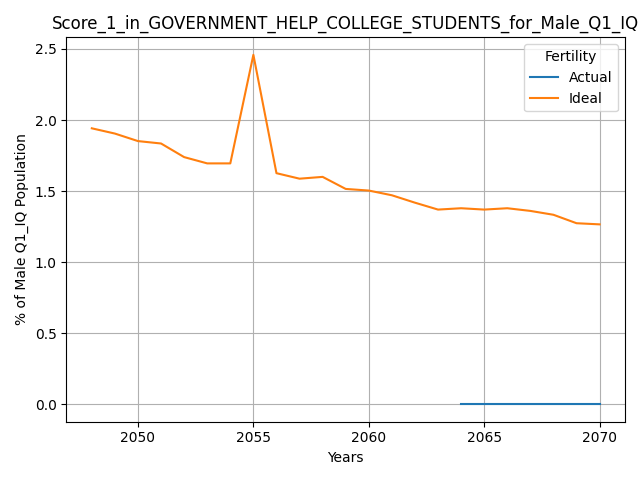 Score_1_in_GOVERNMENT_HELP_COLLEGE_STUDENTS_for_Male_Q1_IQ
Fertility
Actual
Ideal
% of Male Q1_IQ Population
2.5
2.0
1.5
1.0
0.5
0.0
2050 2055 2060 2065 2070
Years